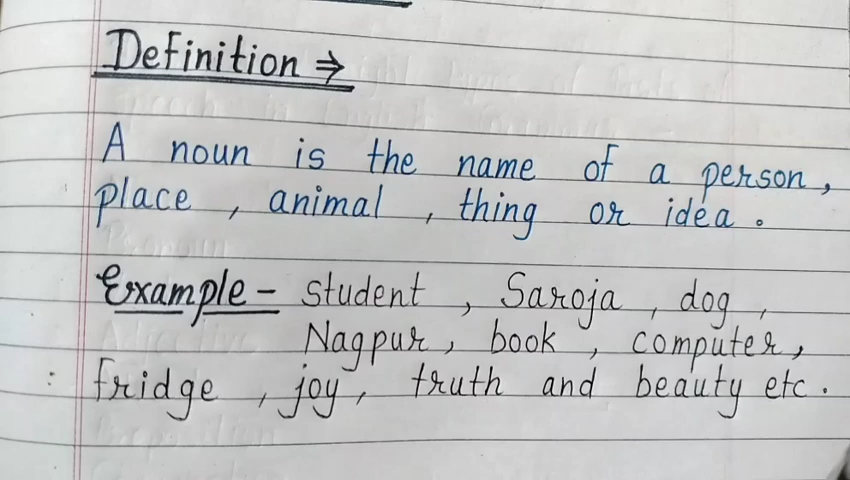 Definition ⇒
A noun is the name of a person,
place , animal , thing or idea .
Example - student , Saroja , dog ,
Nagpur , book , computer ,
fridge , joy , truth and beauty etc .